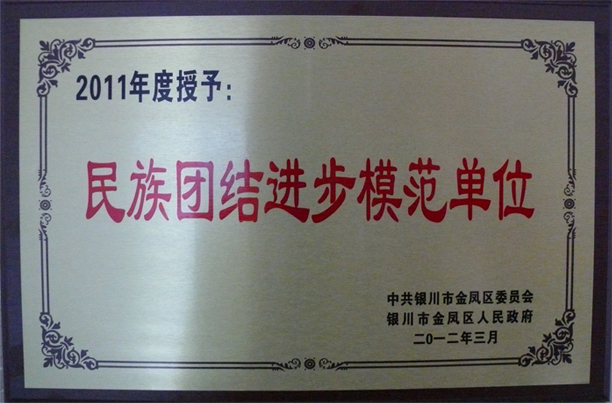 2011年度授予：
民族团结进步模范单位
中共银川市金凤区委员会
银川市金凤区人民政府
二〇一二年三月